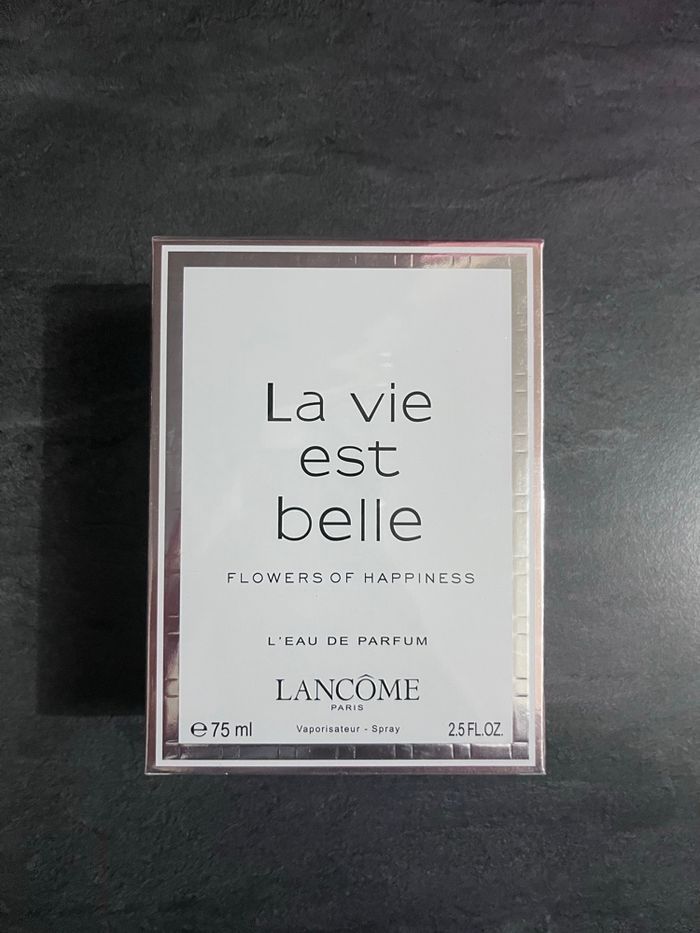 La vie
est
belle
FLOWERS OF HAPPINESS
L'EAU DE PARFUM
LANCÔME
PARIS
℮75 ml Vaporisateur - Spray 2.5 FL.OZ.